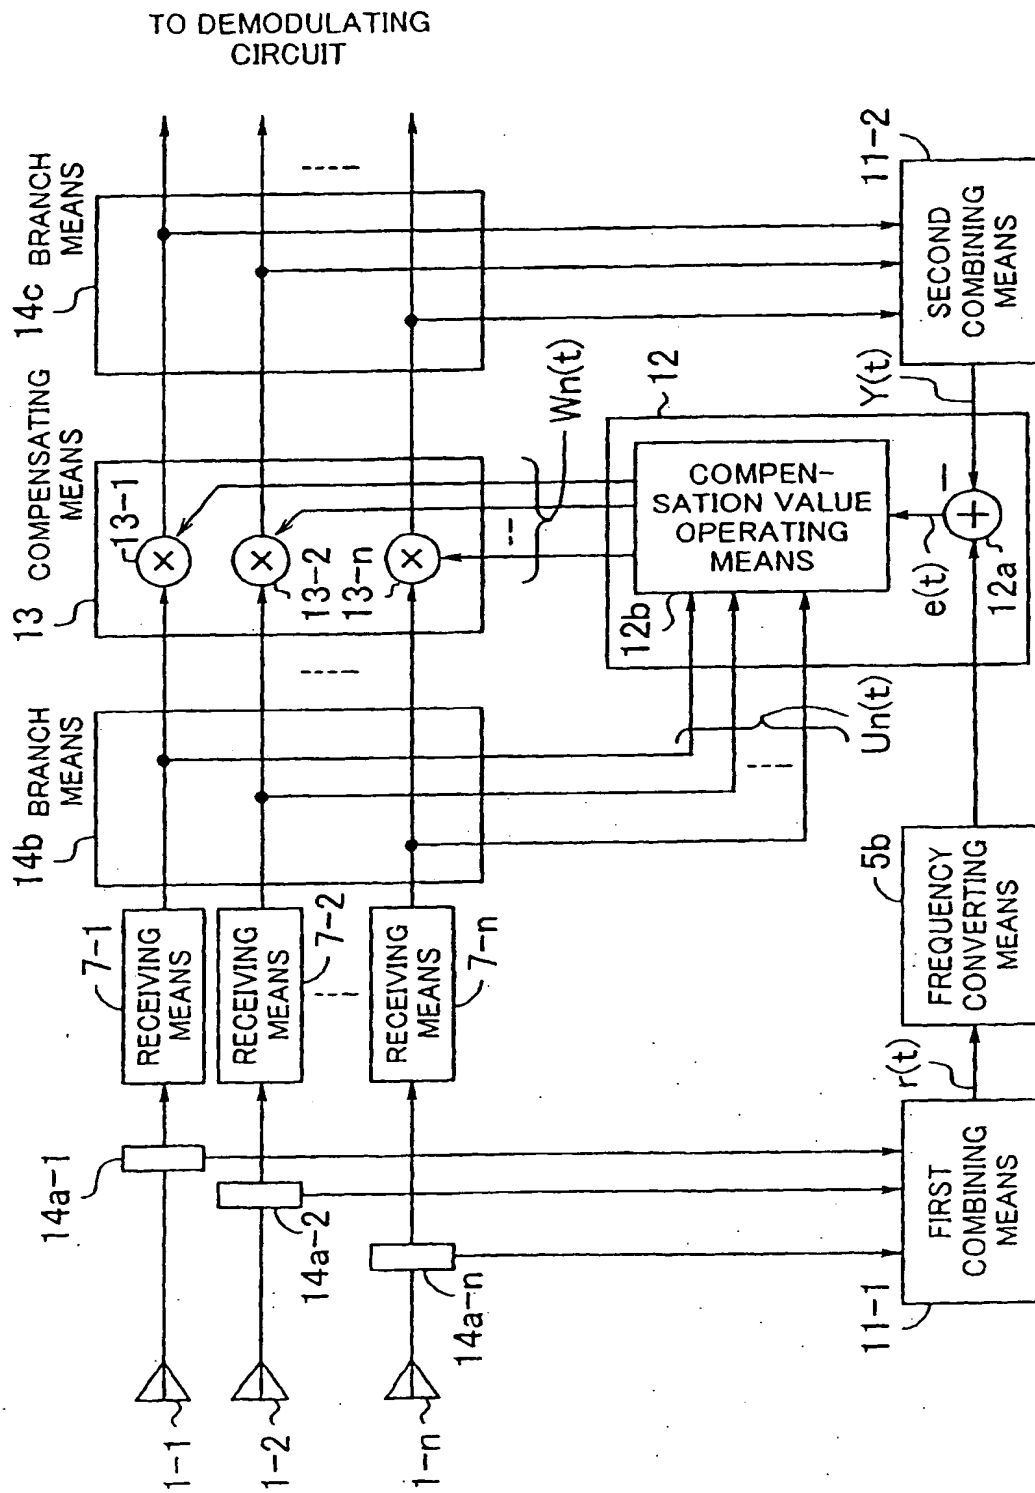 TO DEMODULATING
CIRCUIT
14b BRANCH
MEANS
13 COMPENSATING
MEANS
14c BRANCH
MEANS
13-1
13-2
13-n
1-1
1-2
1-n
14a-1
14a-2
14a-n
7-1
RECEIVING
MEANS
7-2
RECEIVING
MEANS
7-n
RECEIVING
MEANS
Wn(t)
Un(t)
12
12b
COMPEN-
SATION VALUE
OPERATING
MEANS
e(t)
12a
Y(t)
11-1
FIRST
COMBINING
MEANS
r(t)
5b
FREQUENCY
CONVERTING
MEANS
11-2
SECOND
COMBINING
MEANS
×
×
×
+
−